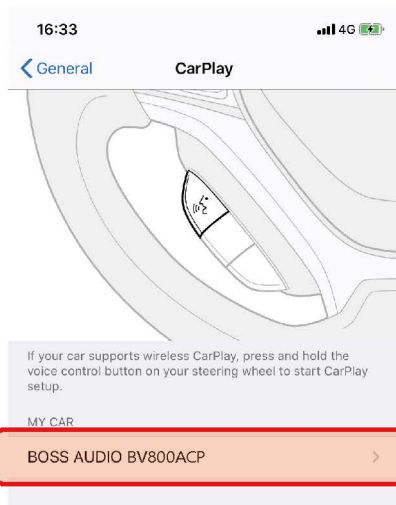 16:33
4G
General
CarPlay
If your car supports wireless CarPlay, press and hold the
voice control button on your steering wheel to start CarPlay
setup.
MY CAR
BOSS AUDIO BV800ACP